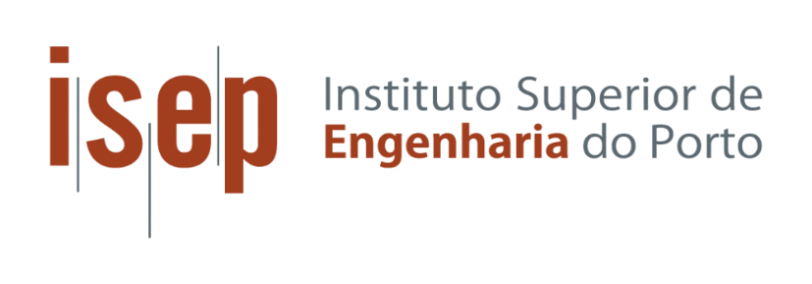 isep
Instituto Superior de
Engenharia do Porto